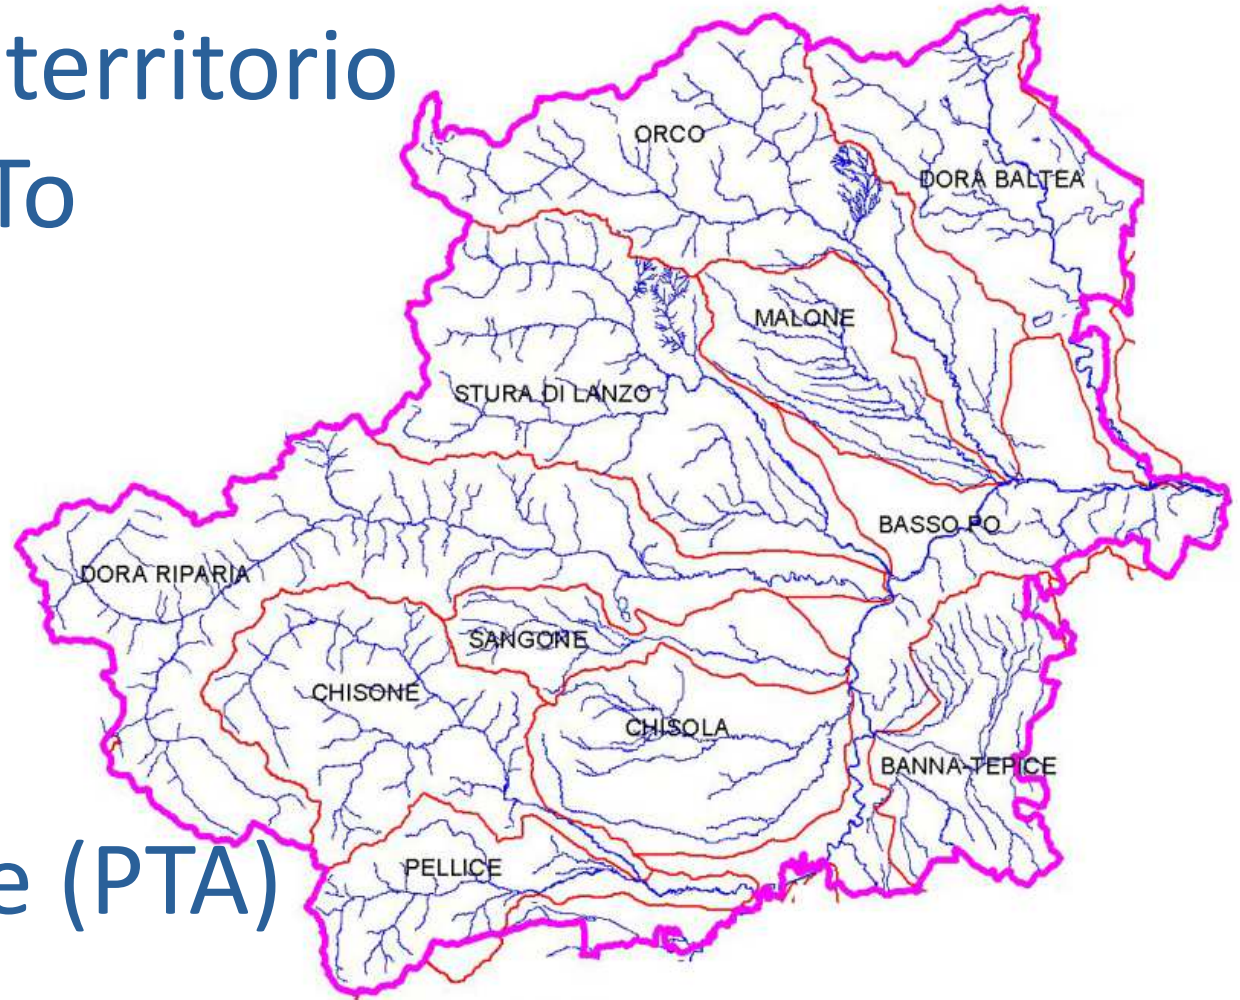 territorio
To
e (PTA)
ORCO
DORA BALTEA
MALONE
STURA DI LANZO
BASSO PO
DORA RIPARIA
SANGONE
CHISONE
CHISOLA
BANNA-TEPICE
PELLICE